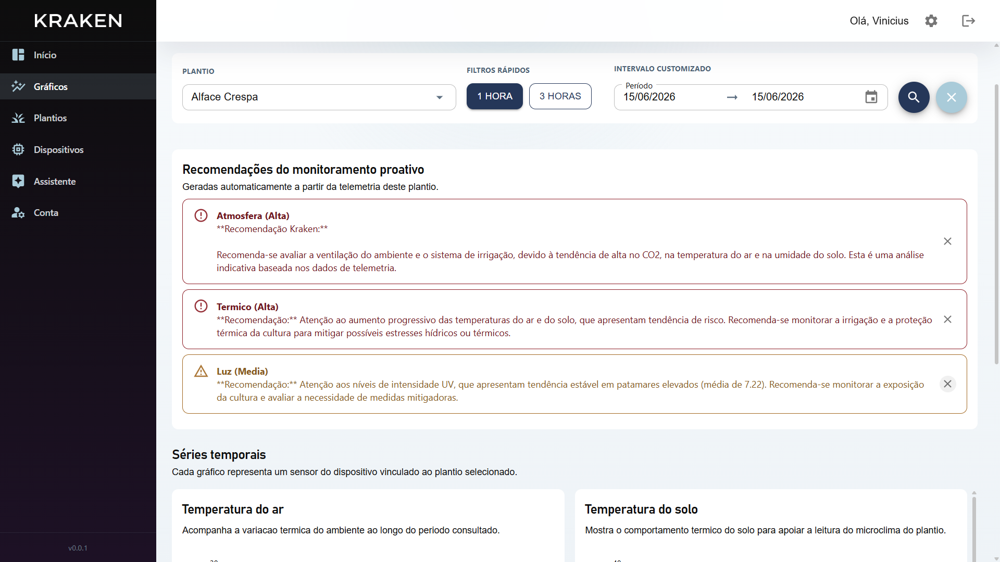 KRAKEN
Olá, Vinicius
Início
Gráficos
Plantios
Dispositivos
Assistente
Conta
v0.0.1
PLANTIO
Alface Crespa
FILTROS RÁPIDOS
1 HORA
3 HORAS
INTERVALO CUSTOMIZADO
Período
15/06/2026
15/06/2026
Recomendações do monitoramento proativo
Geradas automaticamente a partir da telemetria deste plantio.
Atmosfera (Alta)
**Recomendação Kraken:**
Recomenda-se avaliar a ventilação do ambiente e o sistema de irrigação, devido à tendência de alta no CO2, na temperatura do ar e na umidade do solo. Esta é uma análise
indicativa baseada nos dados de telemetria.
Termico (Alta)
**Recomendação:** Atenção ao aumento progressivo das temperaturas do ar e do solo, que apresentam tendência de risco. Recomenda-se monitorar a irrigação e a proteção
térmica da cultura para mitigar possíveis estresses hídricos ou térmicos.
Luz (Media)
**Recomendação:** Atenção aos níveis de intensidade UV, que apresentam tendência estável em patamares elevados (média de 7.22). Recomenda-se monitorar a exposição
da cultura e avaliar a necessidade de medidas mitigadoras.
Séries temporais
Cada gráfico representa um sensor do dispositivo vinculado ao plantio selecionado.
Temperatura do ar
Acompanha a variacao termica do ambiente ao longo do periodo consultado.
Temperatura do solo
Mostra o comportamento termico do solo para apoiar a leitura do microclima do plantio.